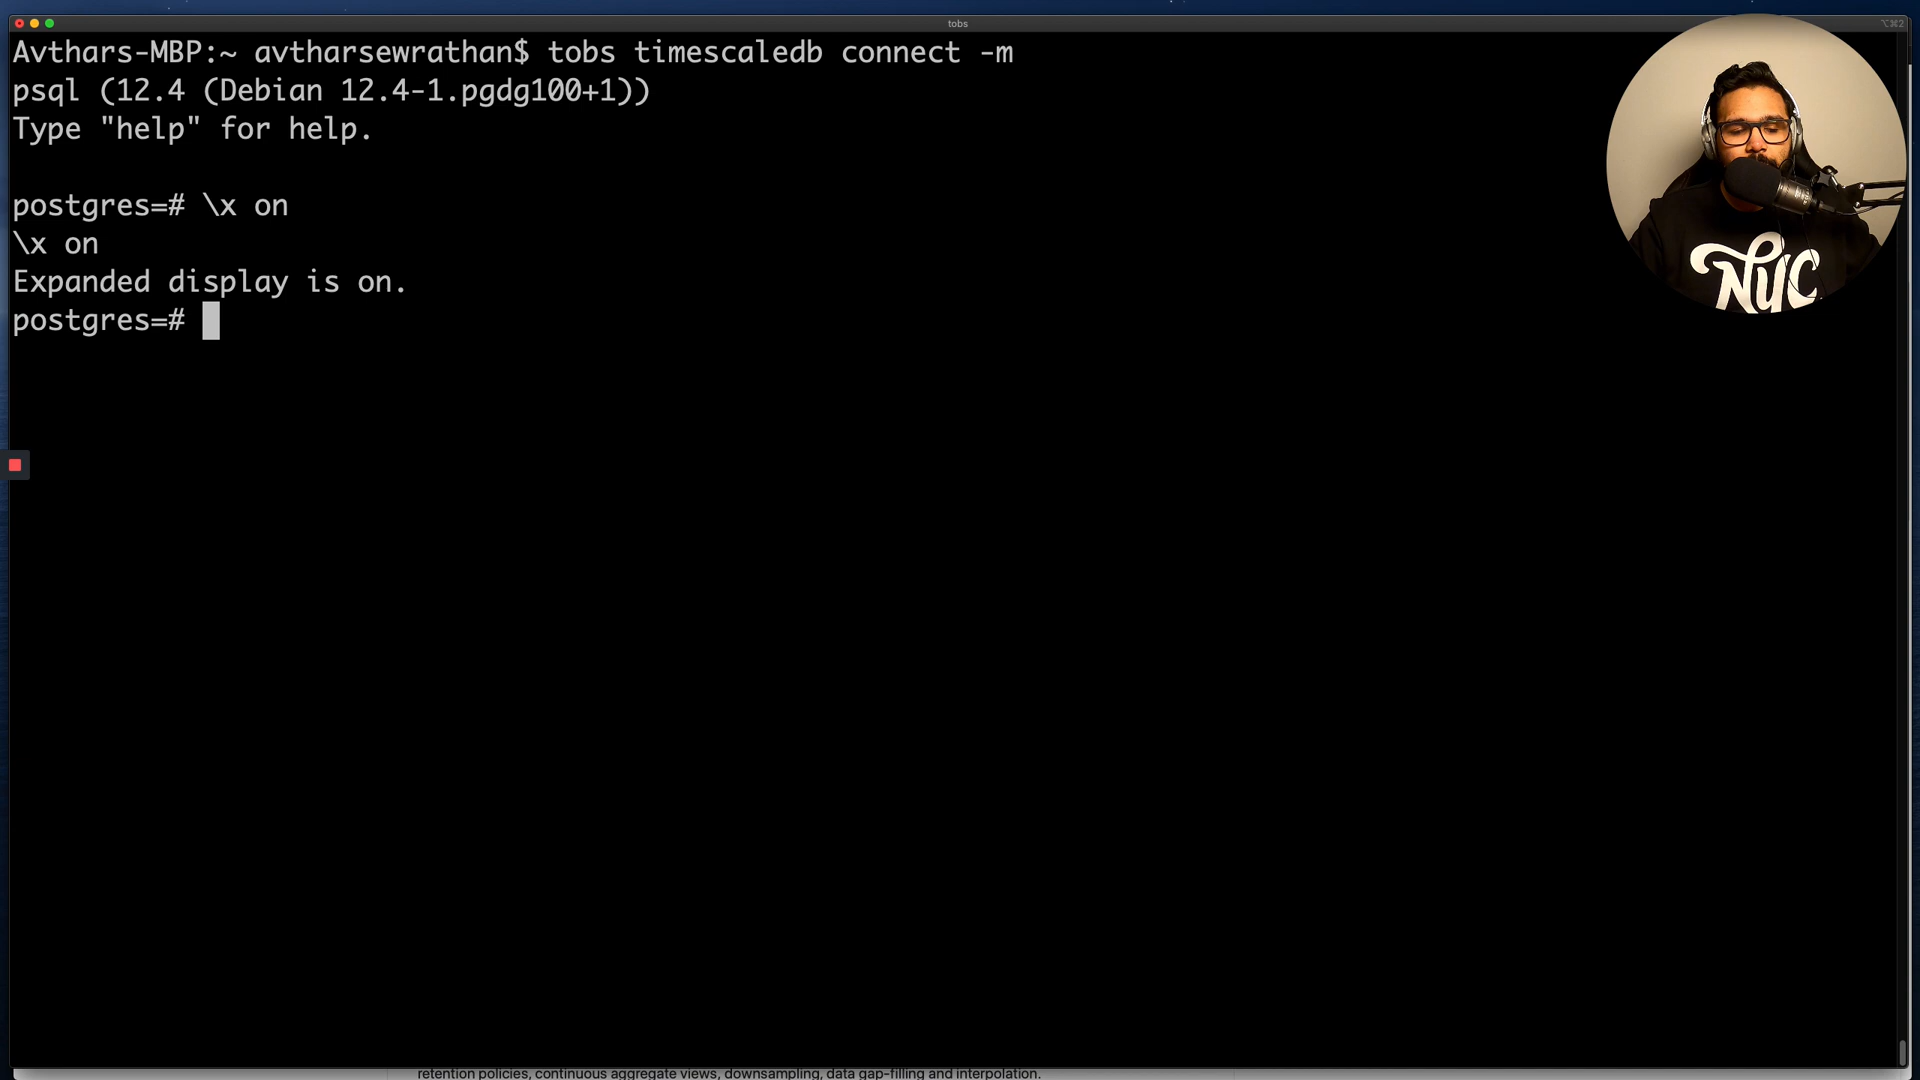 tobs
⌥⌘2
Avthars-MBP:~ avtharsewrathan$ tobs timescaledb connect -m
psql (12.4 (Debian 12.4-1.pgdg100+1))
Type "help" for help.
postgres=# \x on
\x on
Expanded display is on.
postgres=#
NYC
retention policies, continuous aggregate views, downsampling, data gap-filling and interpolation.